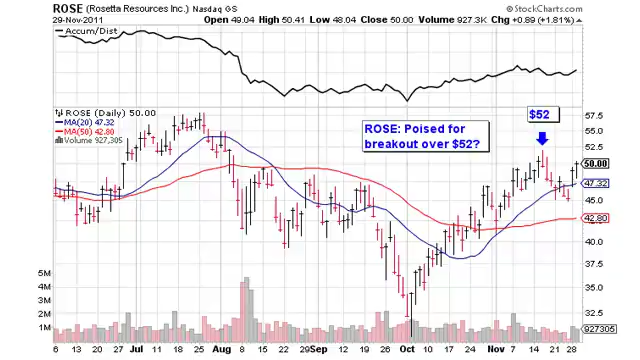 ROSE (Rosetta Resources Inc.) Nasdaq GS © StockCharts.com
29-Nov-2011 Open 49.04 High 50.41 Low 48.04 Close 50.00 Volume 927.3K Chg +0.89 (+1.81%)
Accum/Dist
ROSE (Daily) 50.00
MA(20) 47.32
MA(50) 42.80
Volume 927,305
ROSE: Poised for
breakout over $52?
$52
57.5
55.0
52.5
50.00
47.32
45.0
42.80
40.0
37.5
35.0
32.5
927305
5M
4M
3M
2M
1M
6 13 20 27 Jul 11 18 25 Aug 8 15 22 29 Sep 12 19 26 Oct 10 17 24 Nov 7 14 21 28